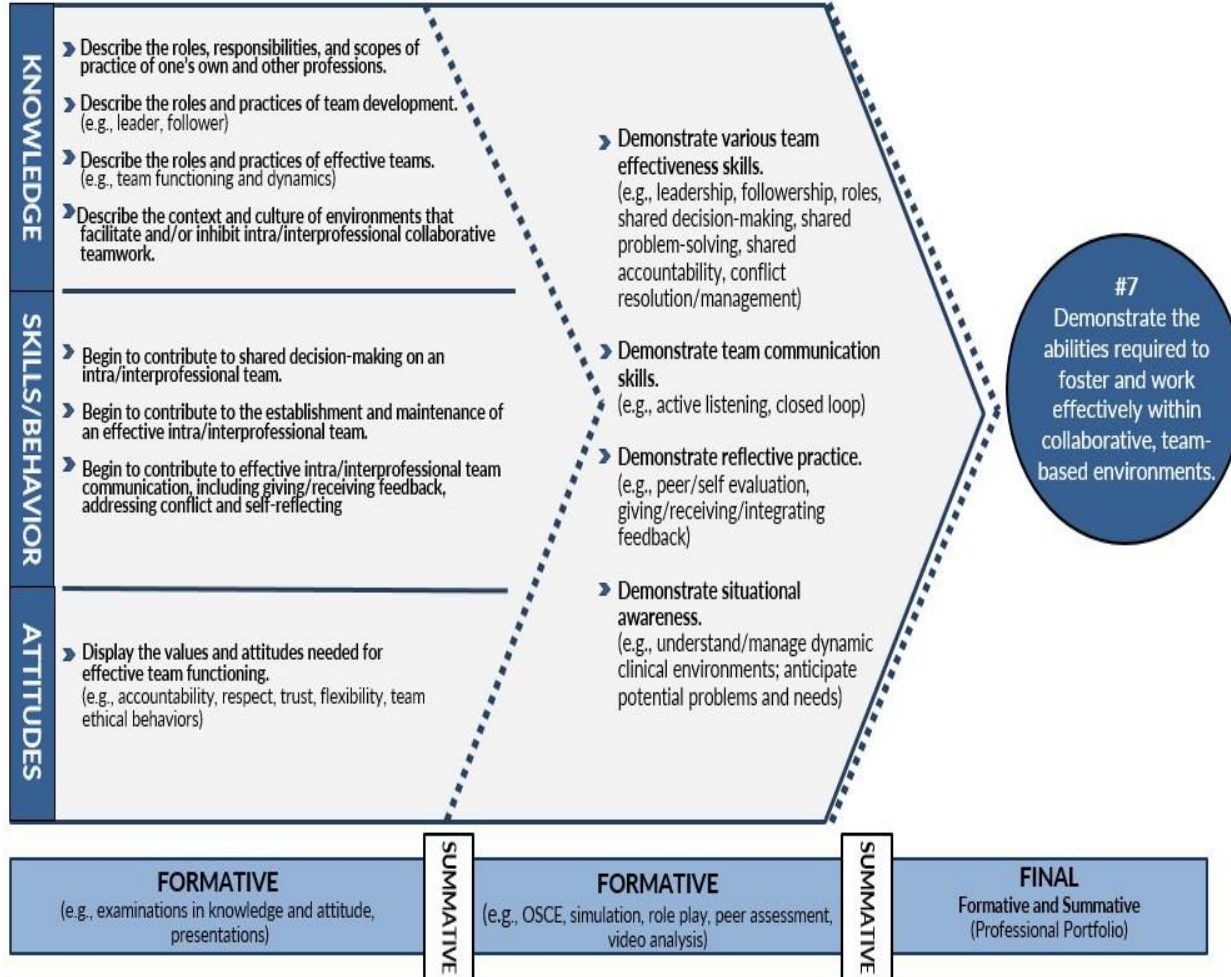 KNOWLEDGE
Describe the roles, responsibilities, and scopes of
practice of one's own and other professions.
Describe the roles and practices of team development.
(e.g., leader, follower)
Describe the roles and practices of effective teams.
(e.g., team functioning and dynamics)
Describe the context and culture of environments that
facilitate and/or inhibit intra/interprofessional collaborative
teamwork.
SKILLS/BEHAVIOR
Begin to contribute to shared decision-making on an
intra/interprofessional team.
Begin to contribute to the establishment and maintenance of
an effective intra/interprofessional team.
Begin to contribute to effective intra/interprofessional team
communication, including giving/receiving feedback,
addressing conflict and self-reflecting
ATTITUDES
Display the values and attitudes needed for
effective team functioning.
(e.g., accountability, respect, trust, flexibility, team
ethical behaviors)
Demonstrate various team
effectiveness skills.
(e.g., leadership, followership, roles,
shared decision-making, shared
problem-solving, shared
accountability, conflict
resolution/management)
Demonstrate team communication
skills.
(e.g., active listening, closed loop)
Demonstrate reflective practice.
(e.g., peer/self evaluation,
giving/receiving/integrating
feedback)
Demonstrate situational
awareness.
(e.g., understand/manage dynamic
clinical environments; anticipate
potential problems and needs)
#7
Demonstrate the
abilities required to
foster and work
effectively within
collaborative, team-
based environments.
FORMATIVE
(e.g., examinations in knowledge and attitude,
presentations)
SUMMATIVE
FORMATIVE
(e.g., OSCE, simulation, role play, peer assessment,
video analysis)
SUMMATIVE
FINAL
Formative and Summative
(Professional Portfolio)